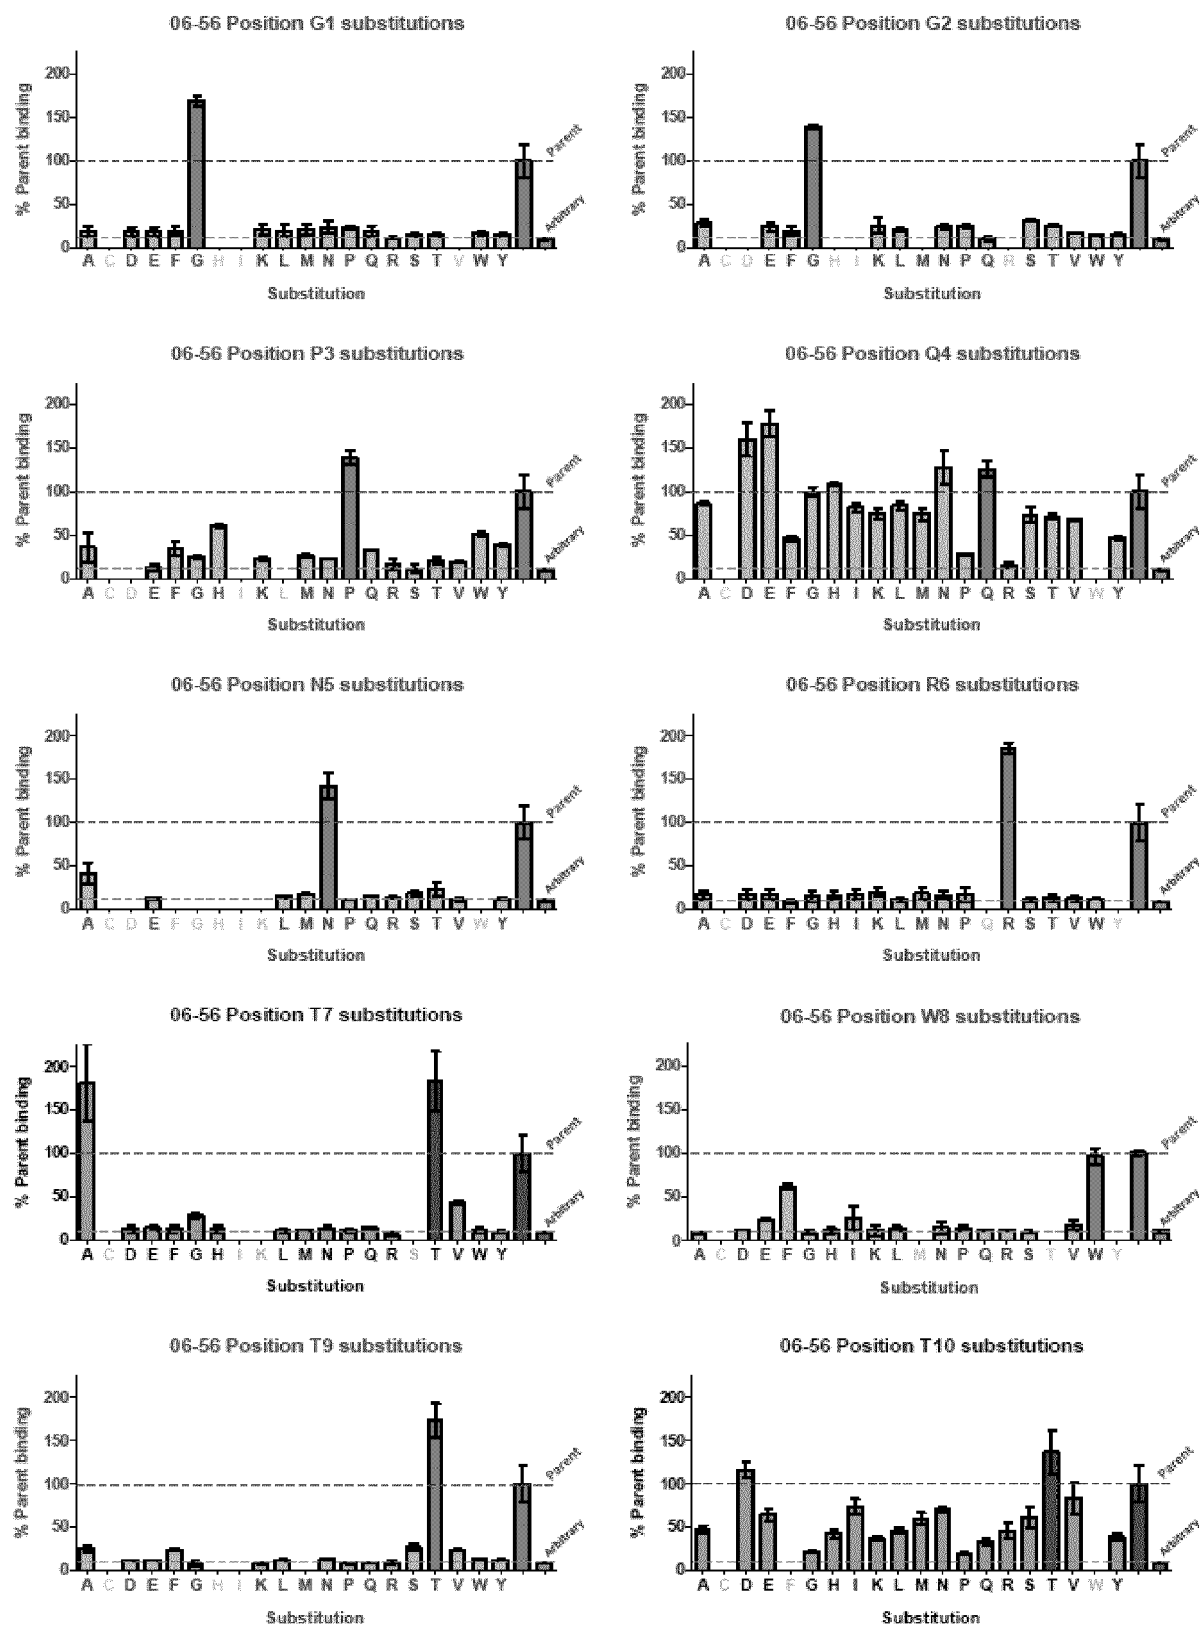 06-56 Position G1 substitutions
% Parent binding
200
150
100
50
0
Parent
Arbitrary
A C D E F G H I K L M N P Q R S T V W Y
Substitution
06-56 Position G2 substitutions
% Parent binding
200
150
100
50
0
Parent
Arbitrary
A C D E F G H I K L M N P Q R S T V W Y
Substitution
06-56 Position P3 substitutions
% Parent binding
200
150
100
50
0
Parent
Arbitrary
A C D E F G H I K L M N P Q R S T V W Y
Substitution
06-56 Position Q4 substitutions
% Parent binding
200
150
100
50
0
Parent
Arbitrary
A C D E F G H I K L M N P Q R S T V W Y
Substitution
06-56 Position N5 substitutions
% Parent binding
200
150
100
50
0
Parent
Arbitrary
A C D E F G H I K L M N P Q R S T V W Y
Substitution
06-56 Position R6 substitutions
% Parent binding
200
150
100
50
0
Parent
Arbitrary
A C D E F G H I K L M N P Q R S T V W Y
Substitution
06-56 Position T7 substitutions
% Parent binding
200
150
100
50
0
Parent
Arbitrary
A C D E F G H I K L M N P Q R S T V W Y
Substitution
06-56 Position W8 substitutions
% Parent binding
200
150
100
50
0
Parent
Arbitrary
A C D E F G H I K L M N P Q R S T V W Y
Substitution
06-56 Position T9 substitutions
% Parent binding
200
150
100
50
0
Parent
Arbitrary
A C D E F G H I K L M N P Q R S T V W Y
Substitution
06-56 Position T10 substitutions
% Parent binding
200
150
100
50
0
Parent
Arbitrary
A C D E F G H I K L M N P Q R S T V W Y
Substitution